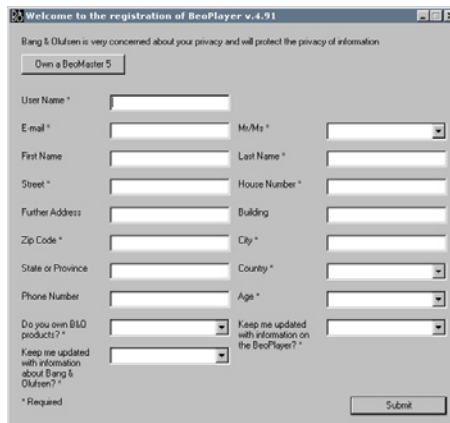 Welcome to the registration of BeoPlayer v.4.91
Bang & Olufsen is very concerned about your privacy and will protect the privacy of information
Own a BeoMaster 5
User Name *
E-mail *
Mr/Ms *
First Name
Last Name *
Street *
House Number *
Further Address
Building
Zip Code *
City *
State or Province
Country *
Phone Number
Age *
Do you own B&O
products? *
Keep me updated
with information on
the BeoPlayer? *
Keep me updated
with information
about Bang &
Olufsen? *
* Required
Submit